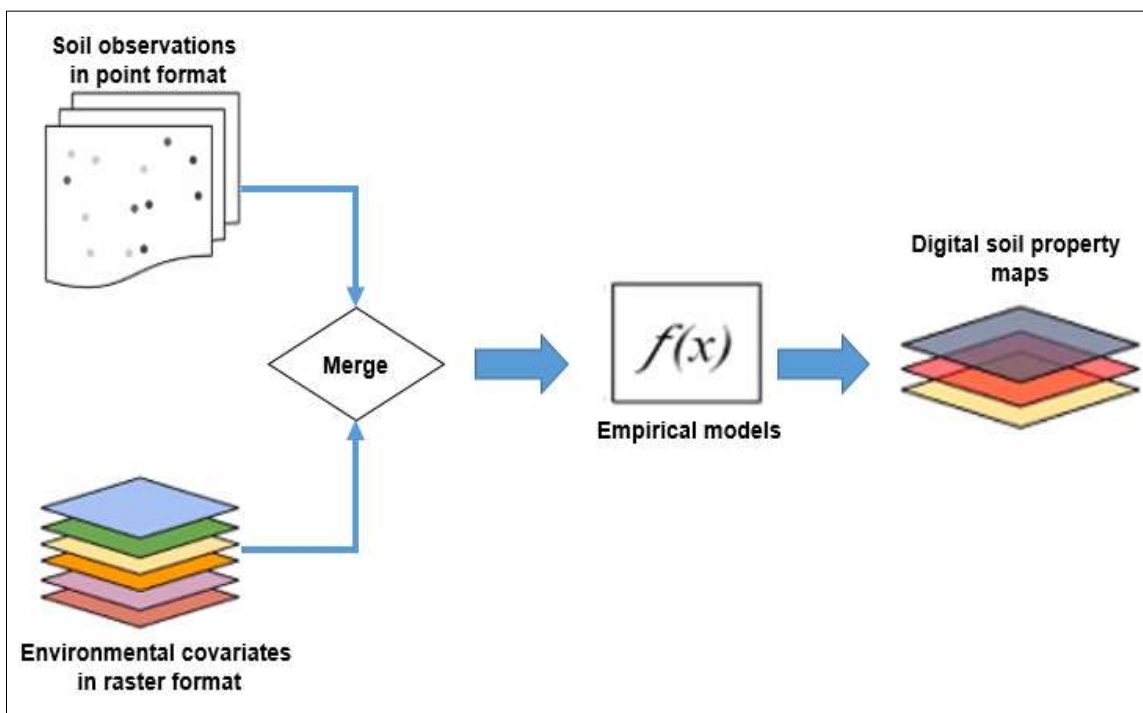 Soil observations
in point format
Merge
f(x)
Empirical models
Digital soil property
maps
Environmental covariates
in raster format